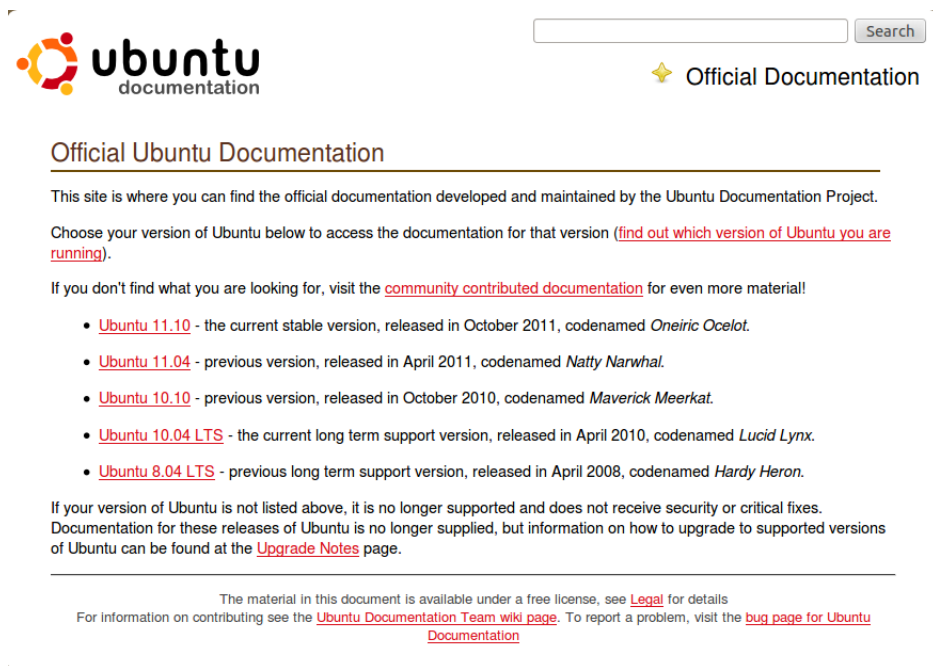 Search
ubuntu
documentation
Official Documentation
Official Ubuntu Documentation
This site is where you can find the official documentation developed and maintained by the Ubuntu Documentation Project.
Choose your version of Ubuntu below to access the documentation for that version (find out which version of Ubuntu you are
running).
If you don't find what you are looking for, visit the community contributed documentation for even more material!
• Ubuntu 11.10 - the current stable version, released in October 2011, codenamed Oneiric Ocelot.
• Ubuntu 11.04 - previous version, released in April 2011, codenamed Natty Narwhal.
• Ubuntu 10.10 - previous version, released in October 2010, codenamed Maverick Meerkat.
• Ubuntu 10.04 LTS - the current long term support version, released in April 2010, codenamed Lucid Lynx.
• Ubuntu 8.04 LTS - previous long term support version, released in April 2008, codenamed Hardy Heron.
If your version of Ubuntu is not listed above, it is no longer supported and does not receive security or critical fixes.
Documentation for these releases of Ubuntu is no longer supplied, but information on how to upgrade to supported versions
of Ubuntu can be found at the Upgrade Notes page.
The material in this document is available under a free license, see Legal for details
For information on contributing see the Ubuntu Documentation Team wiki page. To report a problem, visit the bug page for Ubuntu
Documentation